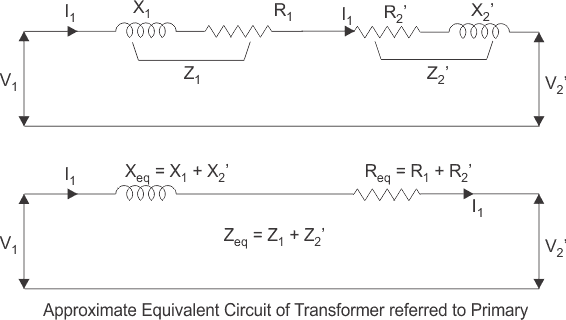 I₁ X₁ R₁ I₁ R₂’ X₂’
Z₁ Z₂’
V₁ V₂’
I₁ Xeq = X₁ + X₂’ Req = R₁ + R₂’
I₁
V₁ Zeq = Z₁ + Z₂’ V₂’
Approximate Equivalent Circuit of Transformer referred to Primary